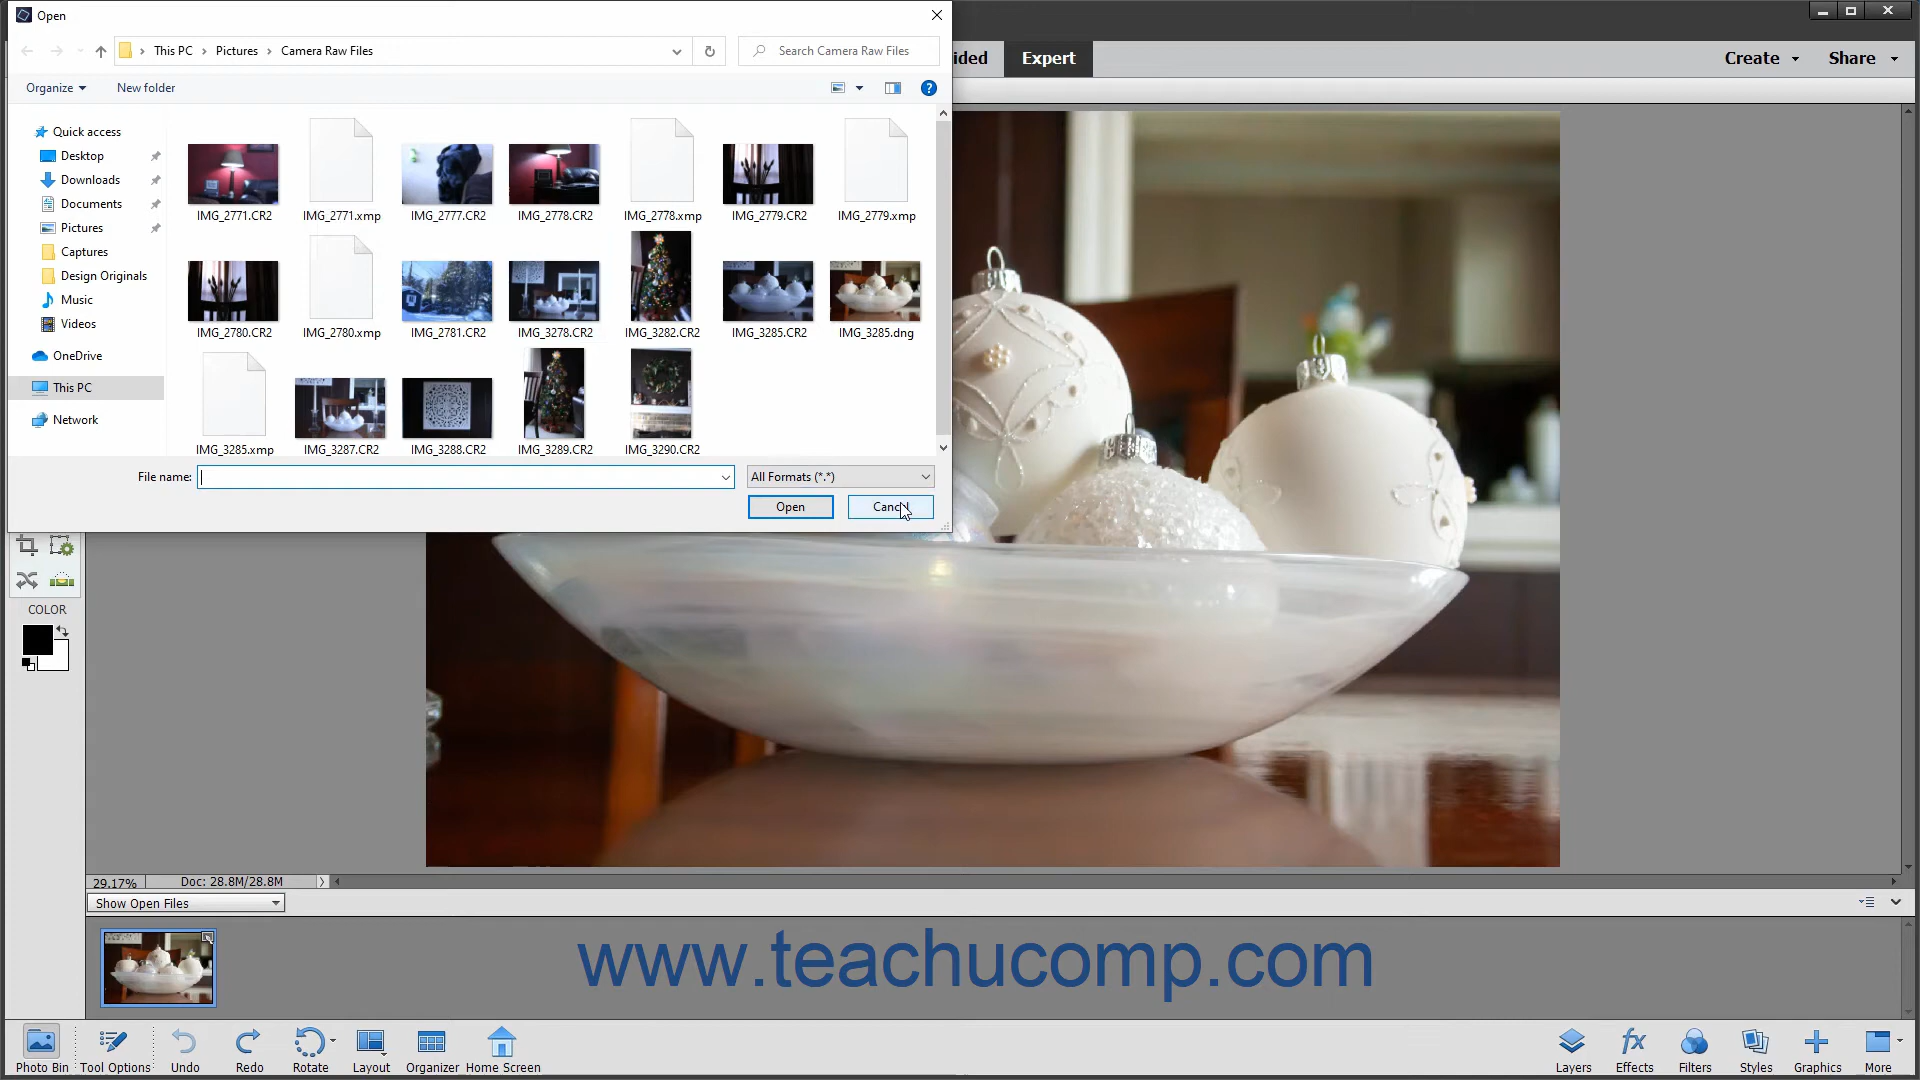 Open
This PC
Pictures
Camera Raw Files
Search Camera Raw Files
Organize
New folder
Create
Share
Expert
Quick access
Desktop
Downloads
Documents
Pictures
Captures
Design Originals
Music
Videos
OneDrive
This PC
Network
IMG_2771.CR2
IMG_2771.xmp
IMG_2777.CR2
IMG_2778.CR2
IMG_2778.xmp
IMG_2779.CR2
IMG_2779.xmp
IMG_2780.CR2
IMG_2780.xmp
IMG_2781.CR2
IMG_3278.CR2
IMG_3282.CR2
IMG_3285.CR2
IMG_3285.dng
IMG_3285.xmp
IMG_3287.CR2
IMG_3288.CR2
IMG_3289.CR2
IMG_3290.CR2
File name:
All Formats (*.*)
Open
COLOR
29.17%
Doc: 28.8M/28.8M
Show Open Files
www.teachucomp.com
Photo Bin
Tool Options
Undo
Redo
Rotate
Layout
Organizer
Home Screen
Layers
fx
Effects
Filters
Styles
Graphics
More